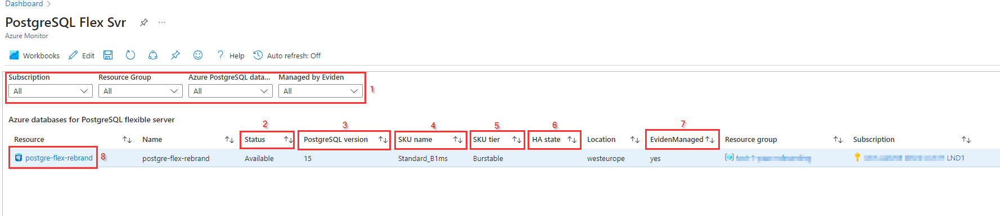 Dashboard
PostgreSQL Flex Svr
Azure Monitor
Workbooks Edit Help Auto refresh: Off
Subscription Resource Group Azure PostgreSQL data... Managed by Eviden
All All All All 1
Azure databases for PostgreSQL flexible server
2 3 4 5 6 7
Resource Name Status PostgreSQL version SKU name SKU tier HA state Location EvidenManaged Resource group Subscription
postgre-flex-rebrand 8 postgre-flex-rebrand Available 15 Standard_B1ms Burstable westeurope yes LND1